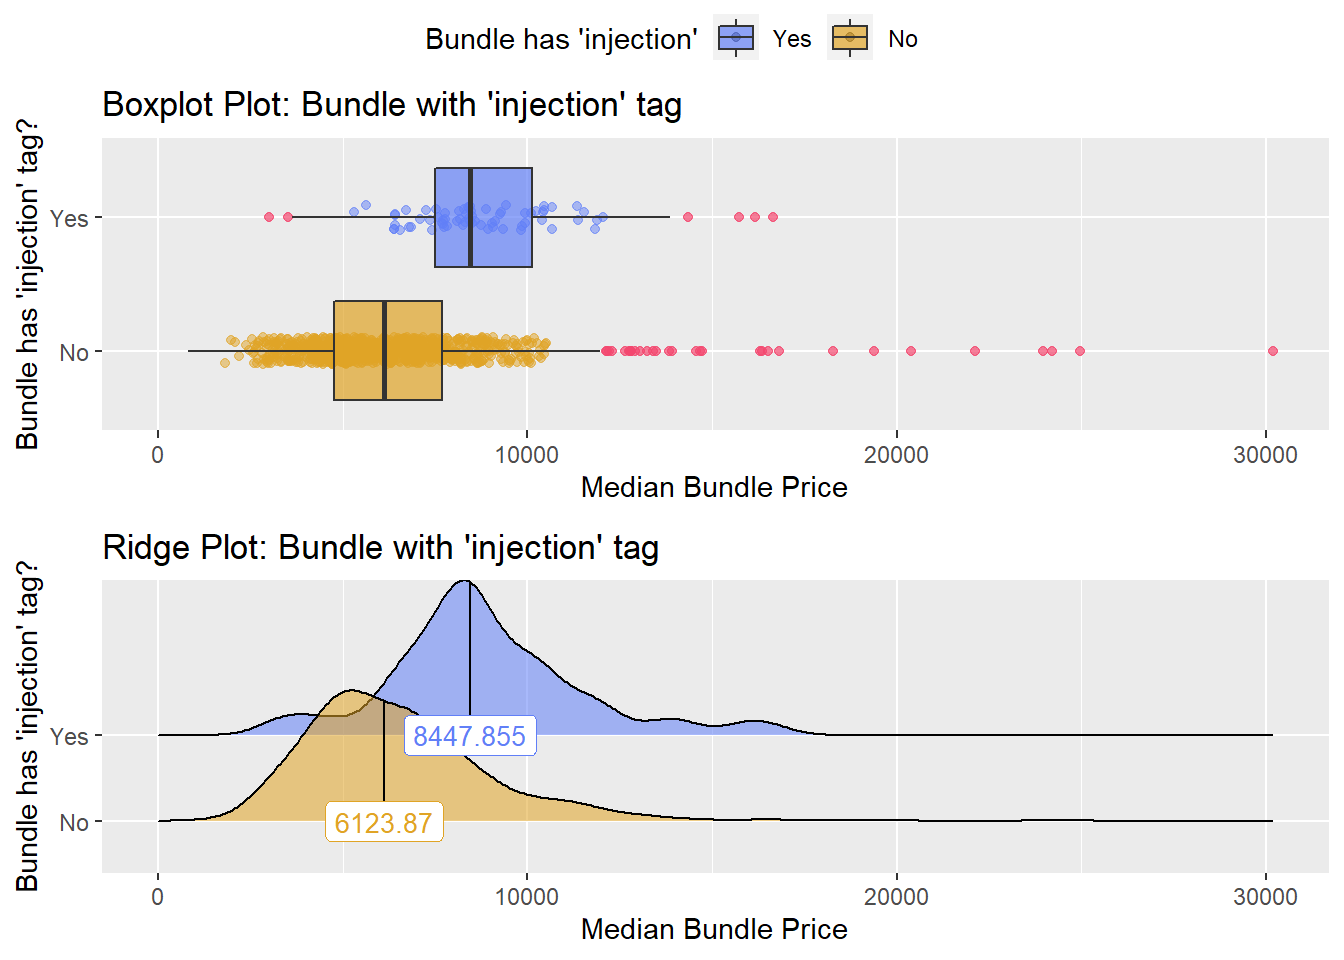 Bundle has 'injection' Yes No
Boxplot Plot: Bundle with 'injection' tag
Bundle has 'injection' tag?
Yes
No
0 10000 20000 30000
Median Bundle Price
Ridge Plot: Bundle with 'injection' tag
Bundle has 'injection' tag?
Yes
8447.855
No
6123.87
0 10000 20000 30000
Median Bundle Price